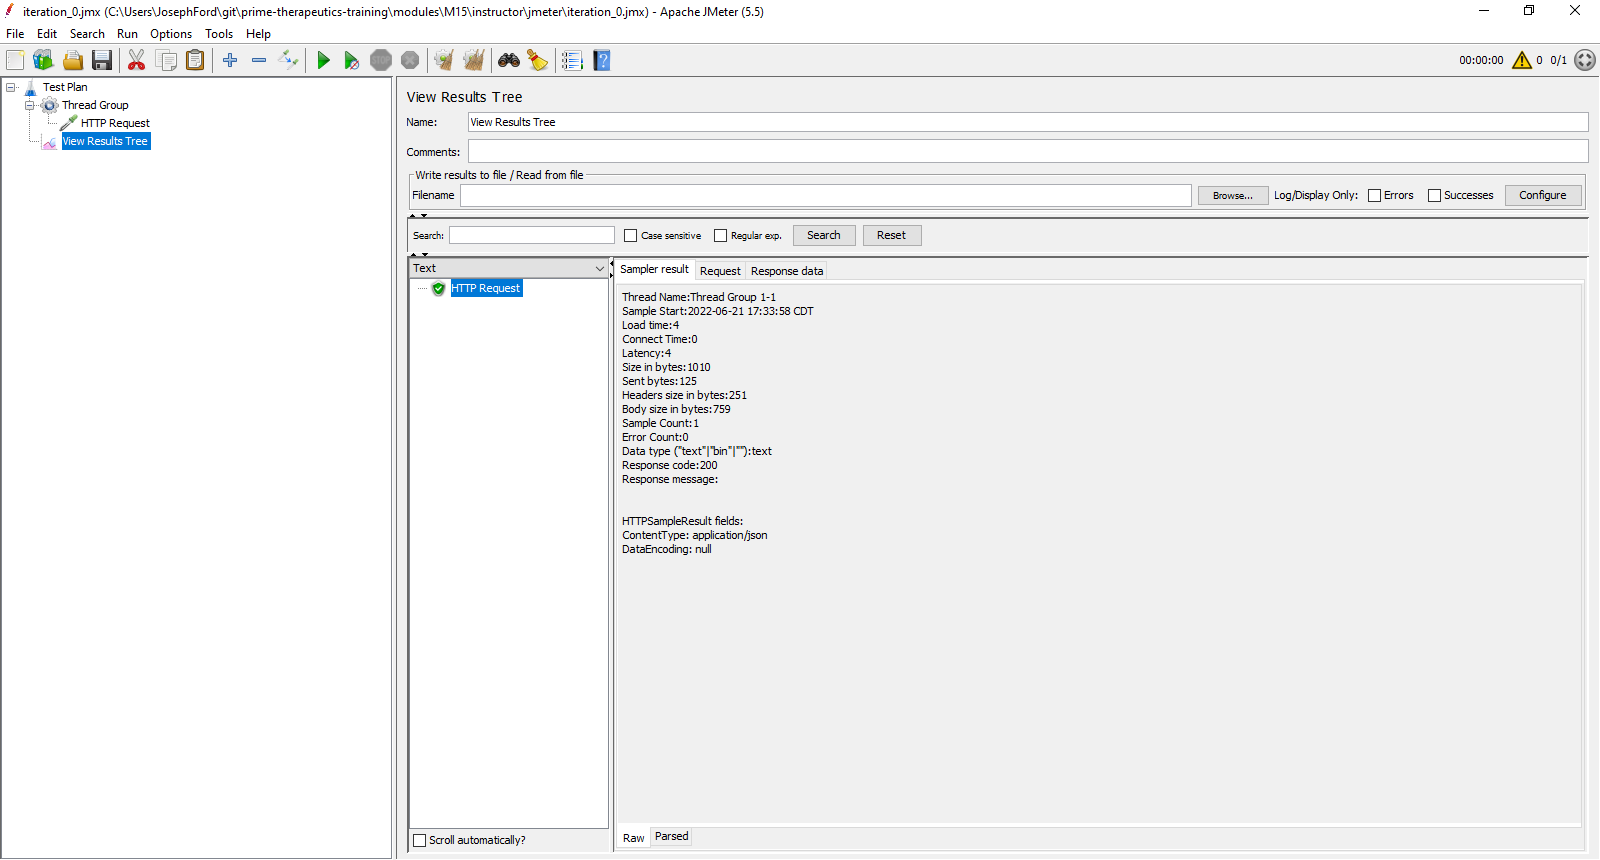 iteration_0.jmx (C:\Users\JosephFord\git\prime-therapeutics-training\modules\M15\instructor\jmeter\iteration_0.jmx) - Apache JMeter (5.5)
File Edit Search Run Options Tools Help
STOP
00:00:00 0 0/1
Test Plan
Thread Group
HTTP Request
View Results Tree
View Results Tree
Name: View Results Tree
Comments:
Write results to file / Read from file
Filename Browse... Log/Display Only: Errors Successes Configure
Search: Case sensitive Regular exp. Search Reset
Text
HTTP Request
Scroll automatically?
Sampler result Request Response data
Thread Name:Thread Group 1-1
Sample Start:2022-06-21 17:33:58 CDT
Load time:4
Connect Time:0
Latency:4
Size in bytes:1010
Sent bytes:125
Headers size in bytes:251
Body size in bytes:759
Sample Count:1
Error Count:0
Data type ("text"|"bin"|""):text
Response code:200
Response message:
HTTPSampleResult fields:
ContentType: application/json
DataEncoding: null
Raw Parsed